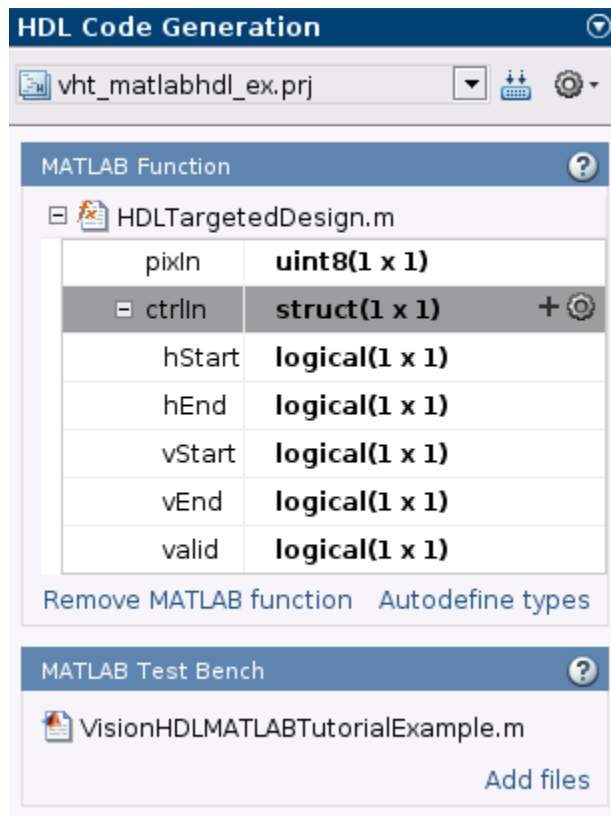 HDL Code Generation
vht_matlabhdl_ex.prj
MATLAB Function ?
HDLTargetedDesign.m
pixIn uint8(1 x 1)
ctrlIn struct(1 x 1)
hStart logical(1 x 1)
hEnd logical(1 x 1)
vStart logical(1 x 1)
vEnd logical(1 x 1)
valid logical(1 x 1)
Remove MATLAB function Autodefine types
MATLAB Test Bench ?
VisionHDLMATLABTutorialExample.m
Add files